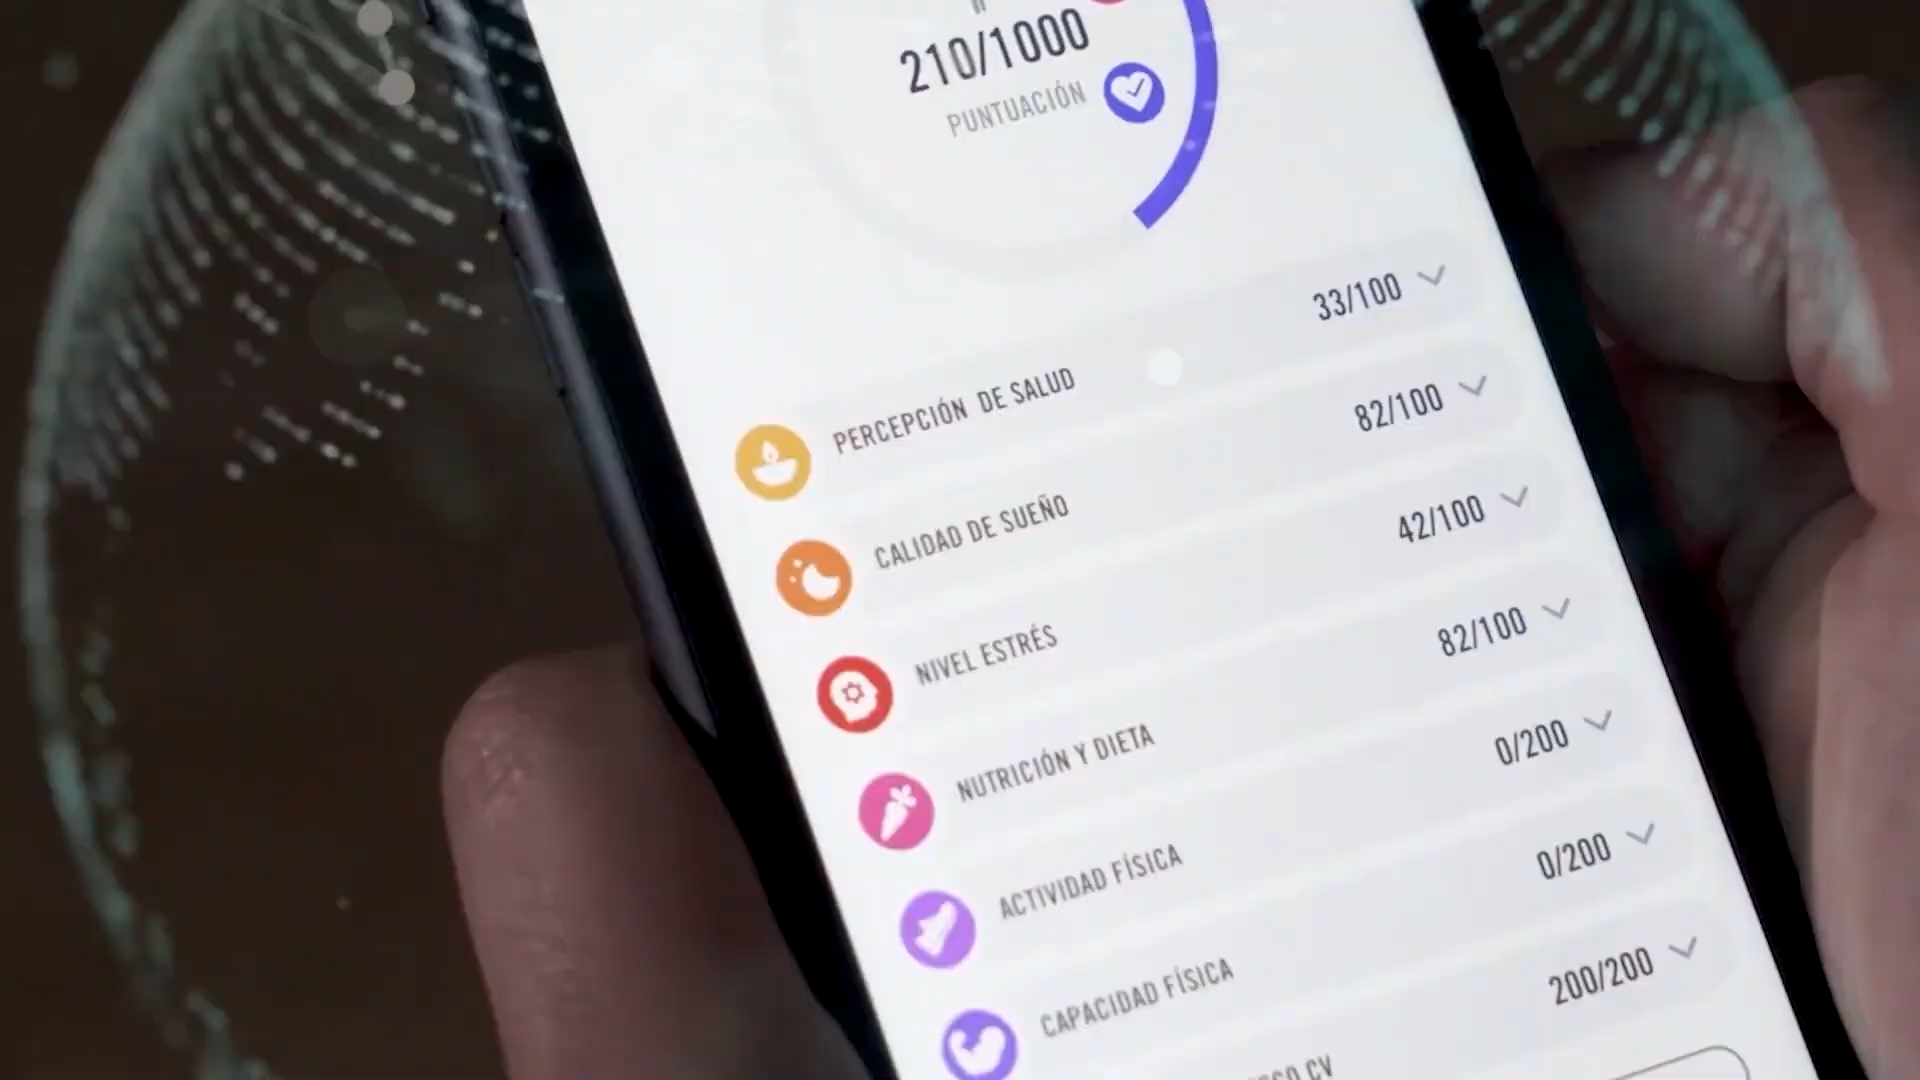 210/1000
PUNTUACIÓN
PERCEPCIÓN DE SALUD 33/100
CALIDAD DE SUEÑO 82/100
NIVEL ESTRÉS 42/100
NUTRICIÓN Y DIETA 82/100
ACTIVIDAD FÍSICA 0/200
CAPACIDAD FÍSICA 0/200
CV 200/200